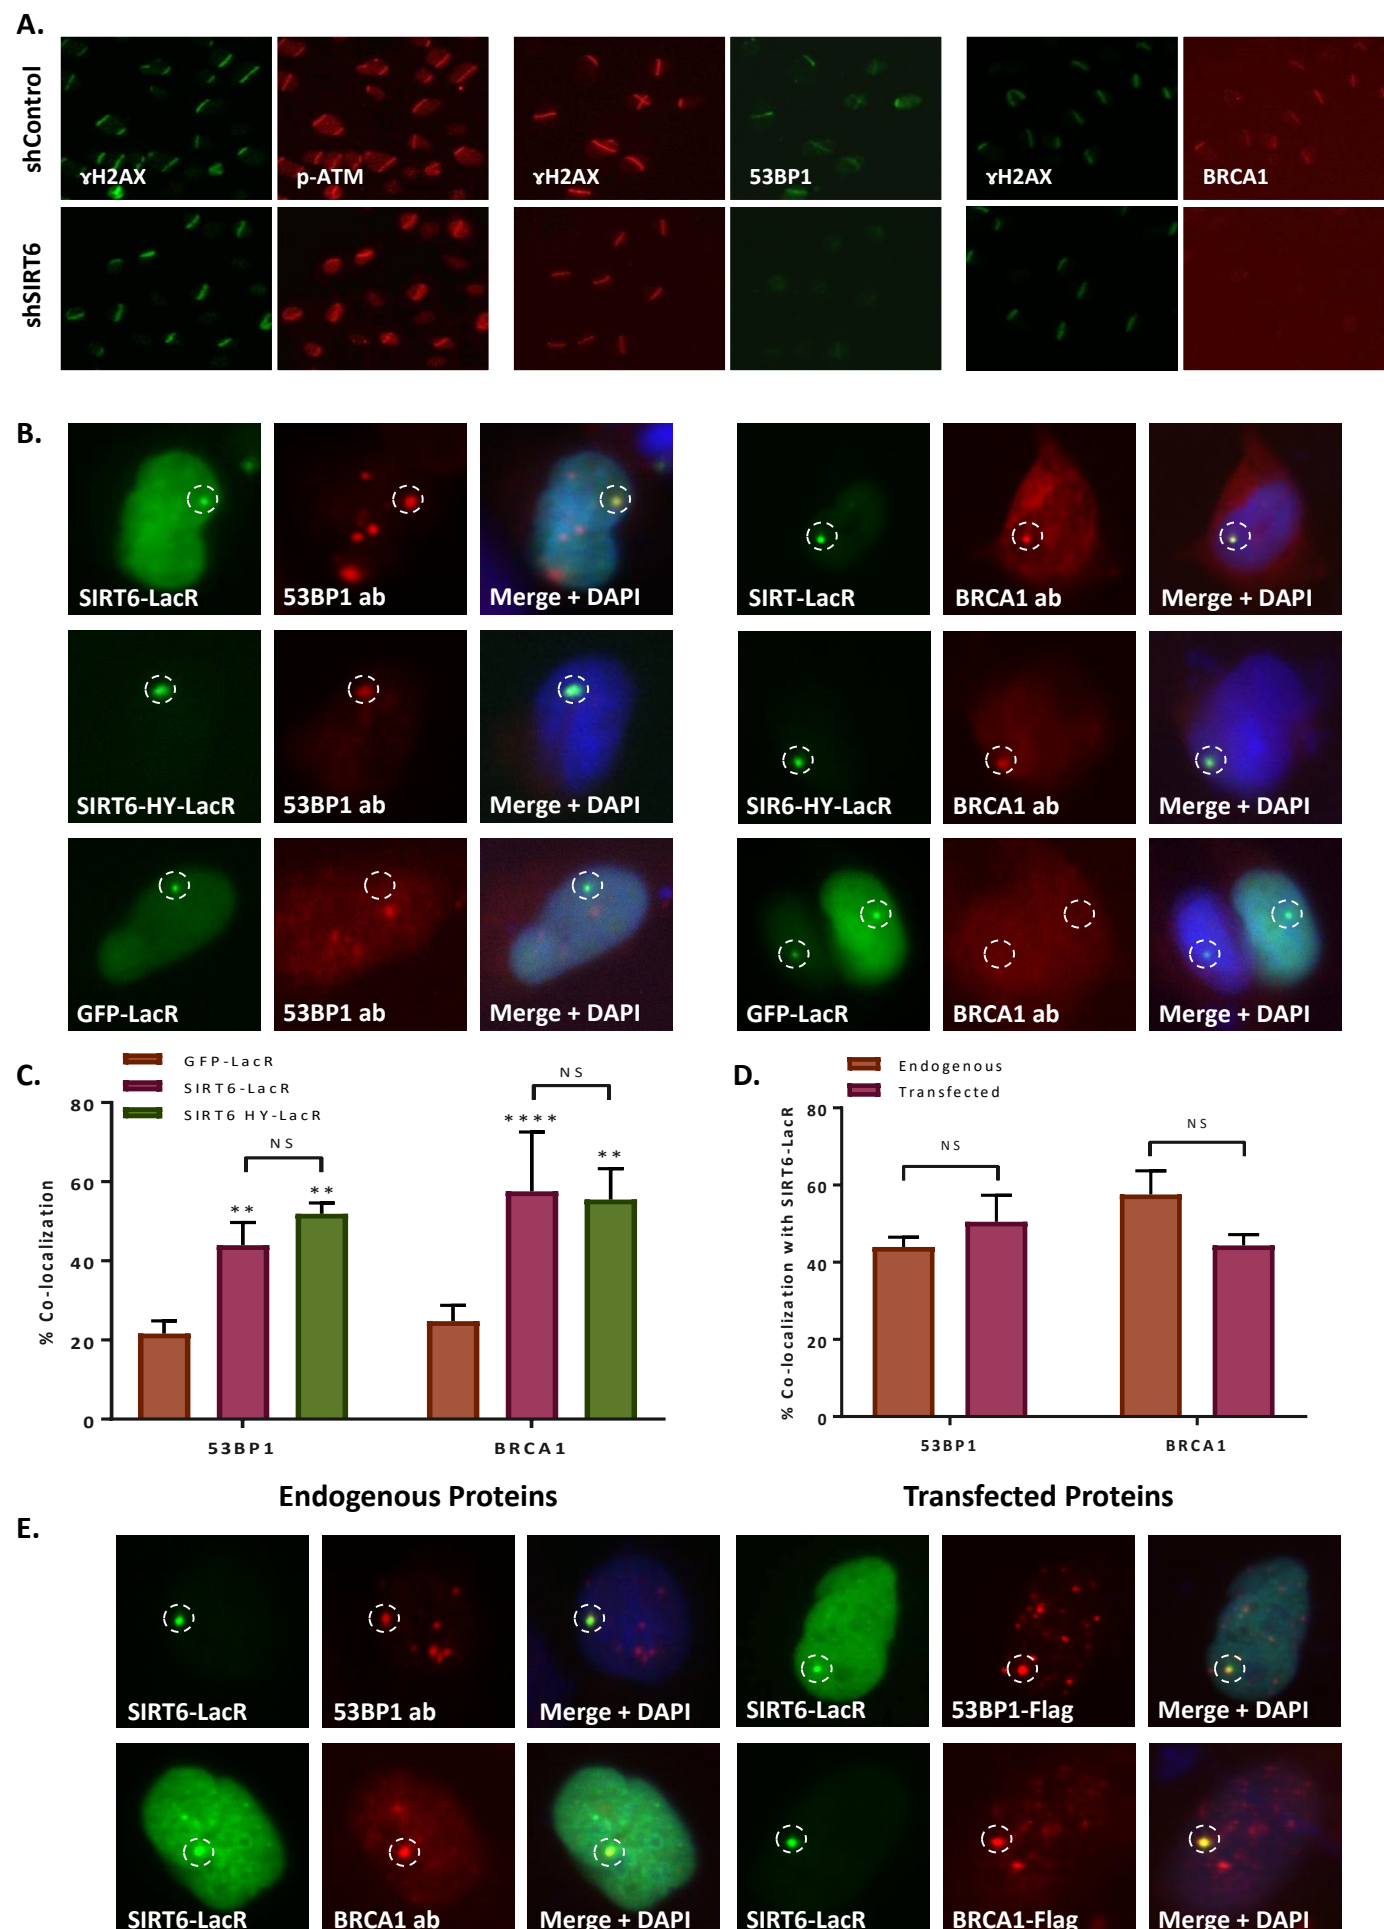 A.
shControl
ɤH2AX
p-ATM
ɤH2AX
53BP1
ɤH2AX
BRCA1
shSIRT6
B.
SIRT6-LacR
53BP1 ab
Merge + DAPI
SIRT-LacR
BRCA1 ab
Merge + DAPI
SIRT6-HY-LacR
53BP1 ab
Merge + DAPI
SIR6-HY-LacR
BRCA1 ab
Merge + DAPI
GFP-LacR
53BP1 ab
Merge + DAPI
GFP-LacR
BRCA1 ab
Merge + DAPI
C.
GFP-LacR
SIRT6-LacR
SIRT6 HY-LacR
% Co-localization
80
60
40
20
0
**
NS
**
****
NS
**
53BP1
BRCA1
D.
Endogenous
Transfected
% Co-localization with SIRT6-LacR
80
60
40
20
0
NS
NS
53BP1
BRCA1
Endogenous Proteins
Transfected Proteins
E.
SIRT6-LacR
53BP1 ab
Merge + DAPI
SIRT6-LacR
53BP1-Flag
Merge + DAPI
SIRT6-LacR
BRCA1 ab
Merge + DAPI
SIRT6-LacR
BRCA1-Flag
Merge + DAPI